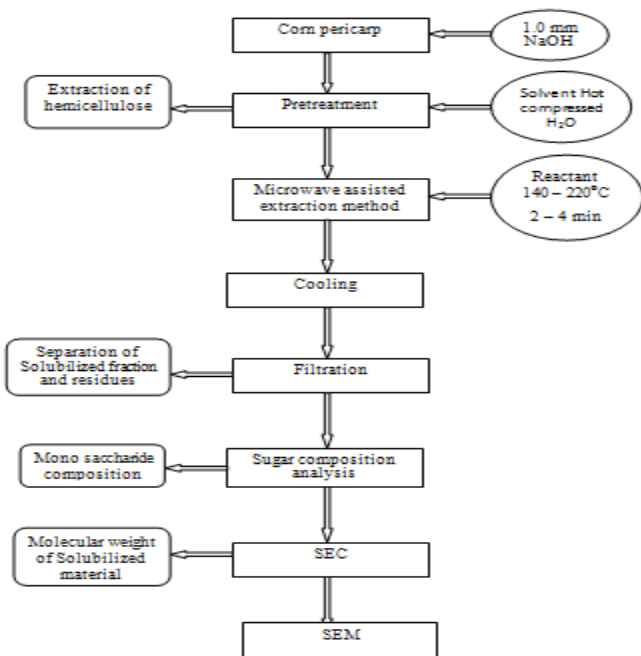 Corn pericarp
1.0 mm
NaOH
Extraction of
hemicellulose
Pretreatment
Solvent Hot
compressed
H₂O
Microwave assisted
extraction method
Reactant
140 – 220°C
2 – 4 min
Cooling
Separation of
Solubilized fraction
and residues
Filtration
Mono saccharide
composition
Sugar composition
analysis
Molecular weight
of Solubilized
material
SEC
SEM